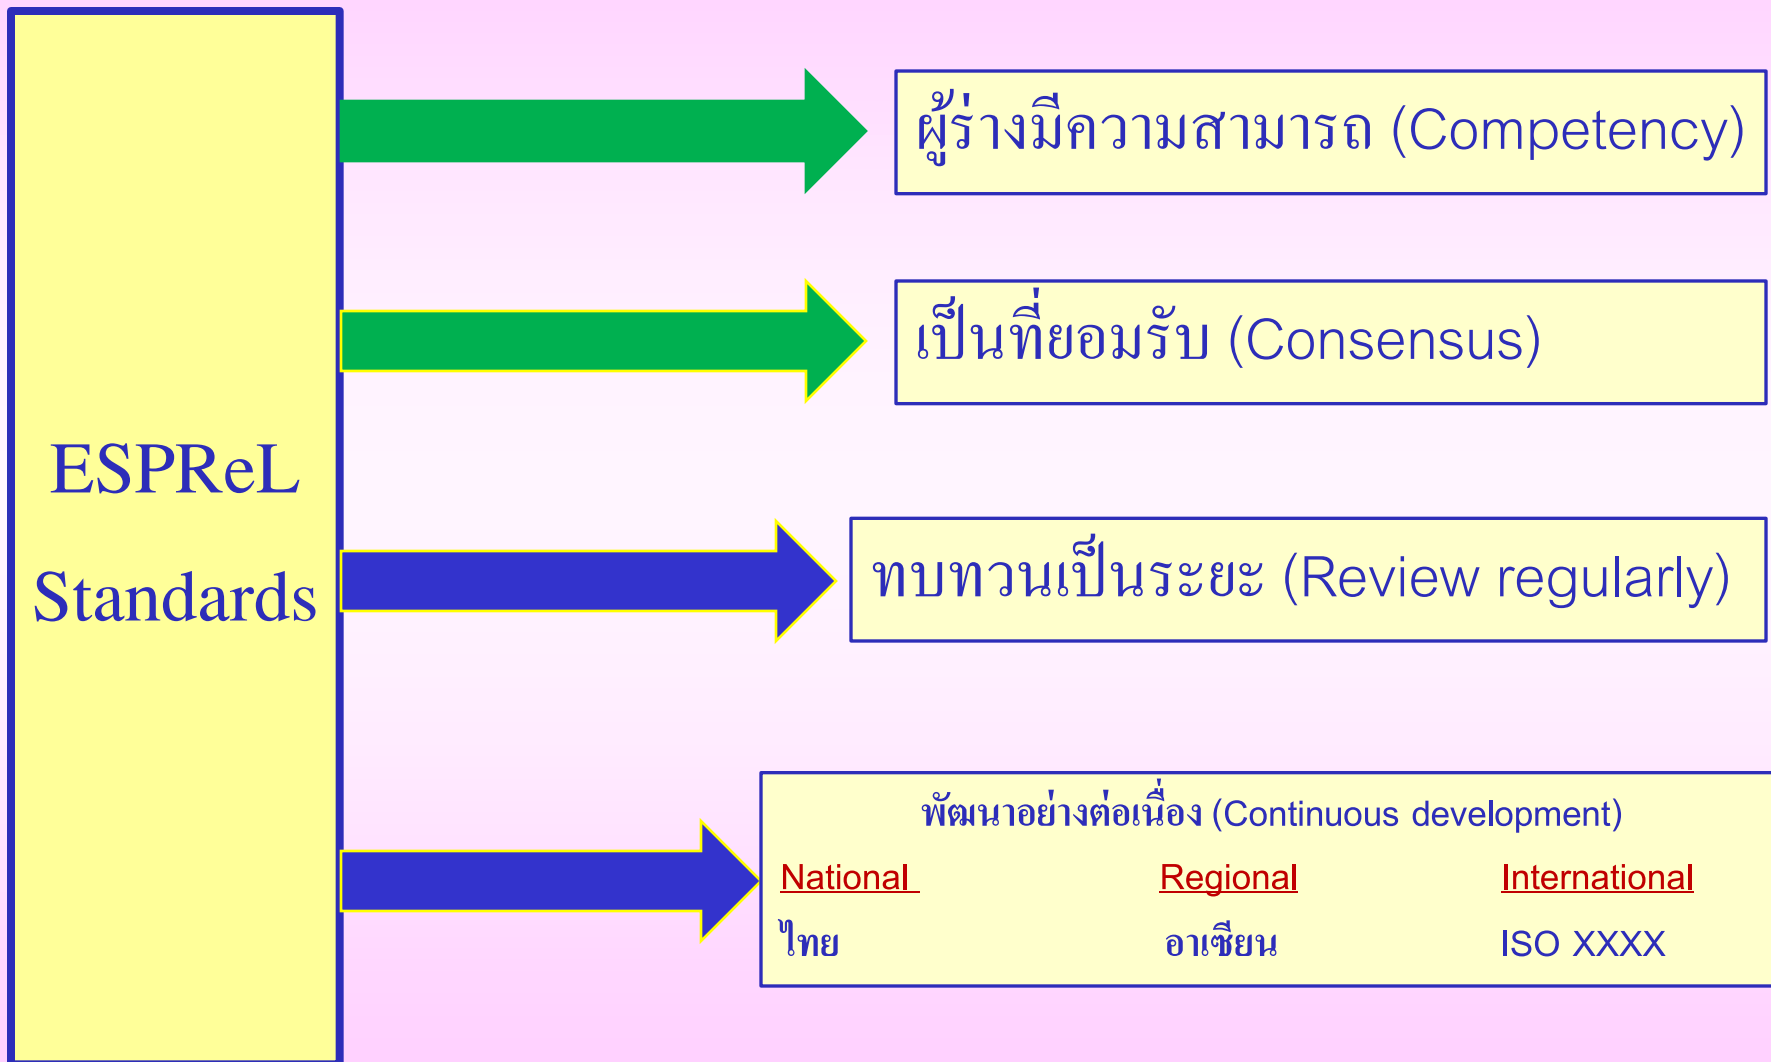 ESPReL
Standards
ผู้ร่างมีความสามารถ (Competency)
เป็นที่ยอมรับ (Consensus)
ทบทวนเป็นระยะ (Review regularly)
พัฒนาอย่างต่อเนื่อง (Continuous development)
National Regional International
ไทย อาเซียน ISO XXXX